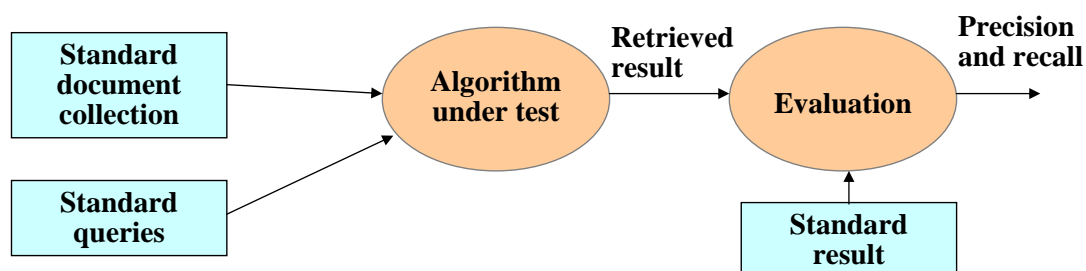 Standard
document
collection
Standard
queries
Algorithm
under test
Retrieved
result
Evaluation
Precision
and recall
Standard
result